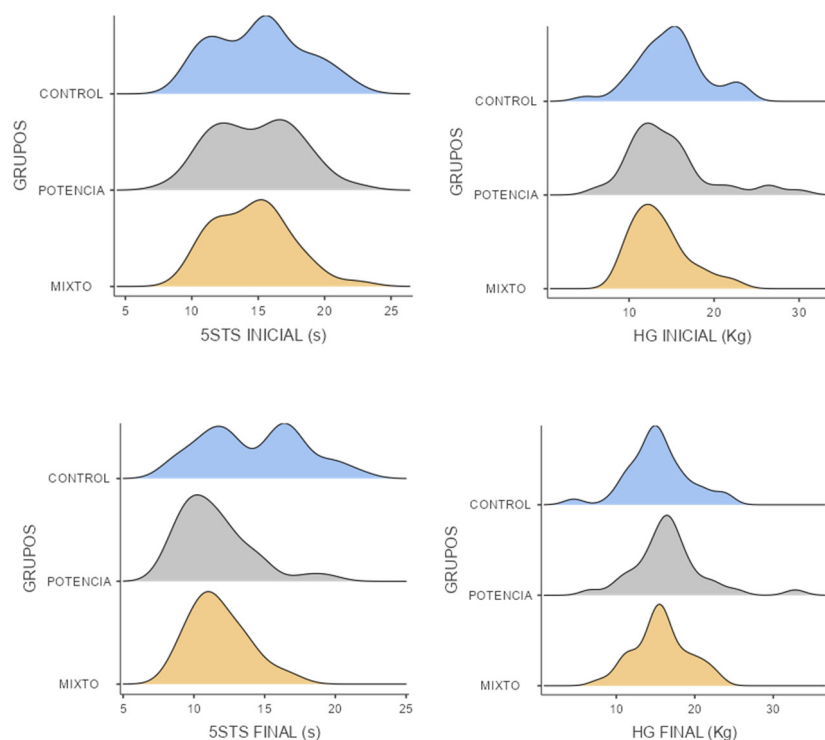 GRUPOS
CONTROL
POTENCIA
MIXTO
5 10 15 20 25
5STS INICIAL (s)
GRUPOS
CONTROL
POTENCIA
MIXTO
10 20 30
HG INICIAL (Kg)
GRUPOS
CONTROL
POTENCIA
MIXTO
5 10 15 20 25
5STS FINAL (s)
GRUPOS
CONTROL
POTENCIA
MIXTO
10 20 30
HG FINAL (Kg)